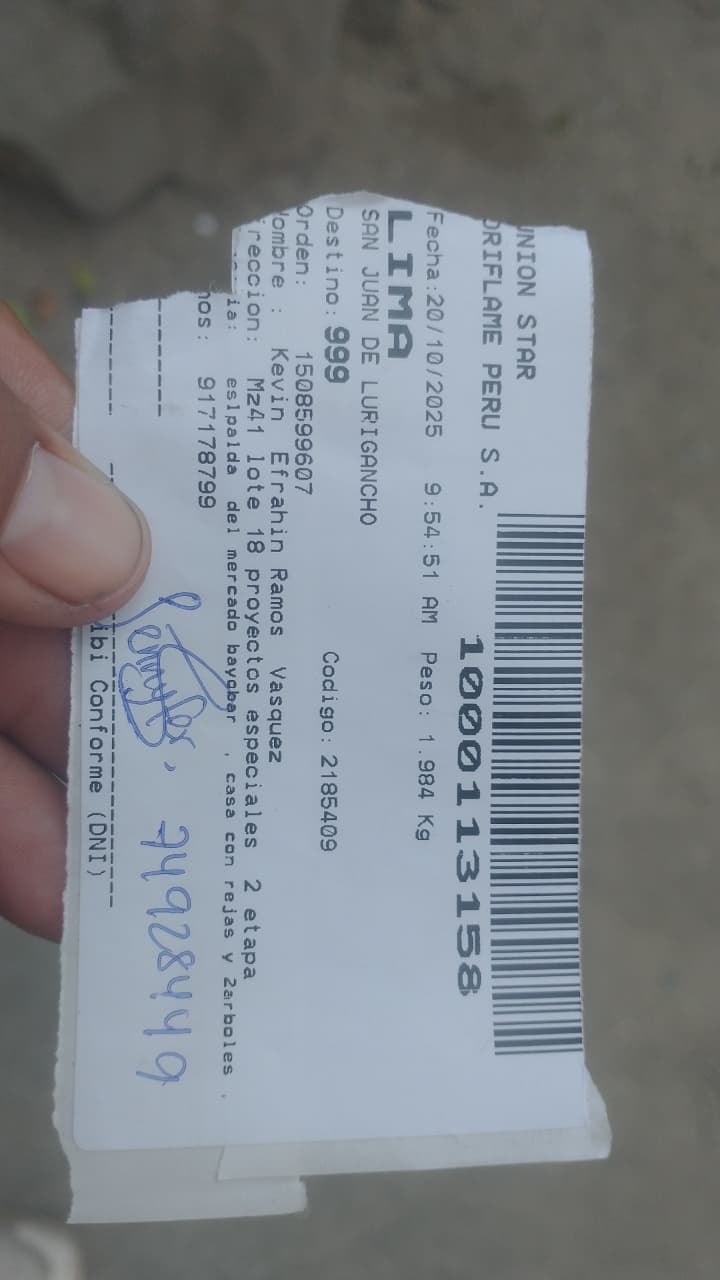 UNION STAR
ORIFLAME PERU S.A.
1000113158
Fecha:20/10/2025 9:54:51 AM Peso: 1.984 Kg
LIMA
SAN JUAN DE LURIGANCHO
Destino: 999 Codigo: 2185409
Orden: 1508599607
Nombre : Kevin Efrahin Ramos Vasquez
reccion: Mz41 lote 18 proyectos especiales 2 etapa
ia: eslpalda del mercado bayobar , casa con rejas y 2arboles .
nos: 917178799
74928449
ibi Conforme (DNI)